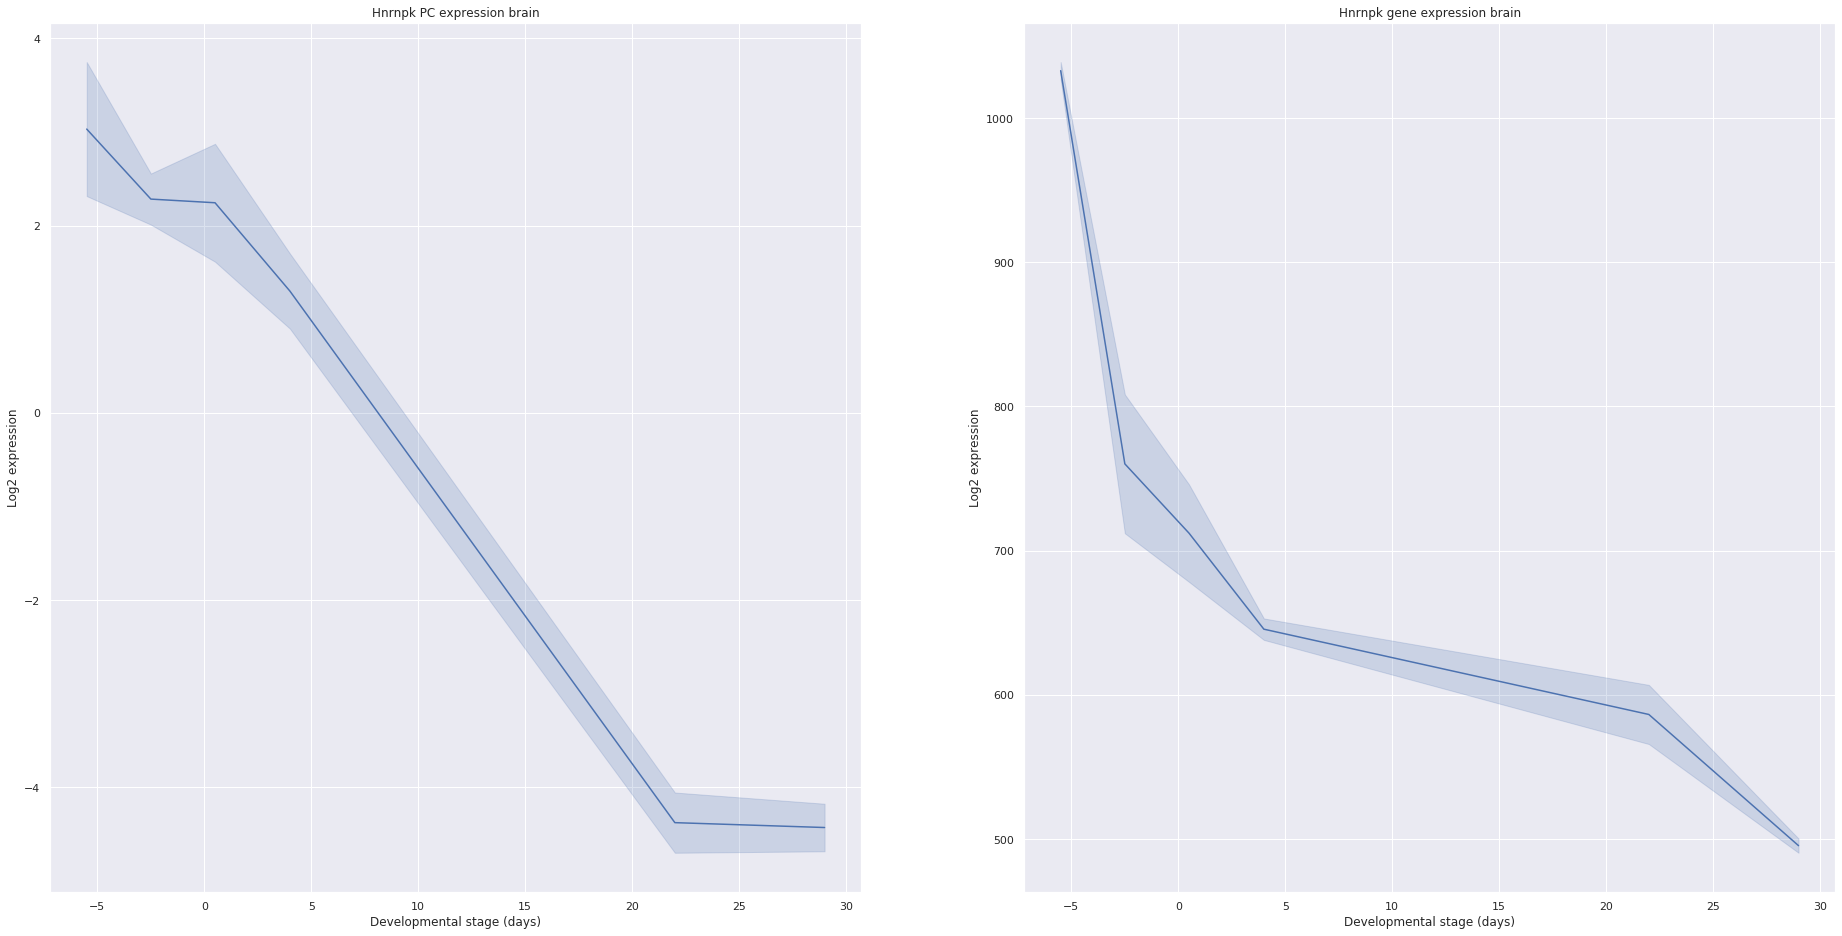 Hnrnpk PC expression brain
4
2
0
−2
−4
Log2 expression
−5 0 5 10 15 20 25 30
Developmental stage (days)
Hnrnpk gene expression brain
1000
900
800
700
600
500
Log2 expression
−5 0 5 10 15 20 25 30
Developmental stage (days)